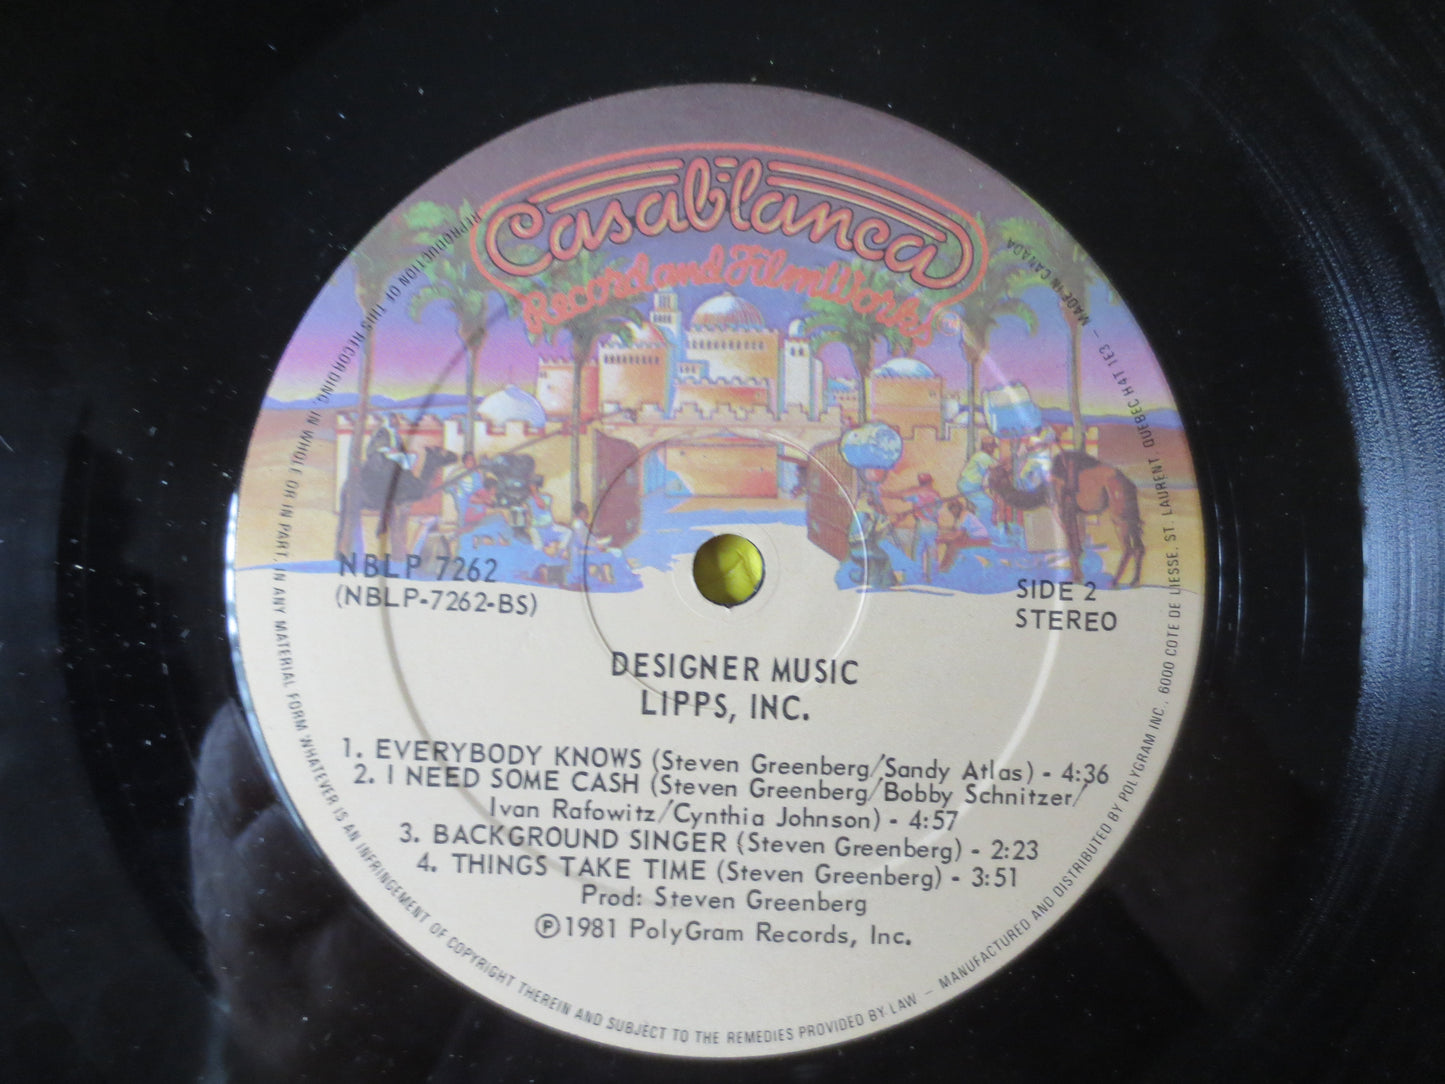 Casablanca
Record and FilmWorks
NBLP 7262
(NBLP-7262-BS)
SIDE 2
STEREO
DESIGNER MUSIC
LIPPS, INC.
1. EVERYBODY KNOWS (Steven Greenberg/Sandy Atlas) - 4:36
2. I NEED SOME CASH (Steven Greenberg/Bobby Schnitzer/
Ivan Rafowitz/Cynthia Johnson) - 4:57
3. BACKGROUND SINGER (Steven Greenberg) - 2:23
4. THINGS TAKE TIME (Steven Greenberg) - 3:51
Prod: Steven Greenberg
Ⓟ1981 PolyGram Records, Inc.
REPRODUCTION OF THIS RECORDING, IN WHOLE OR IN PART, IN ANY MATERIAL FORM WHATEVER IS AN INFRINGEMENT OF COPYRIGHT THEREIN AND SUBJECT TO THE REMEDIES PROVIDED BY LAW — MANUFACTURED AND DISTRIBUTED BY POLYGRAM INC., 6000 COTE DE LIESSE, ST. LAURENT, QUEBEC H4T 1E3 — MADE IN CANADA